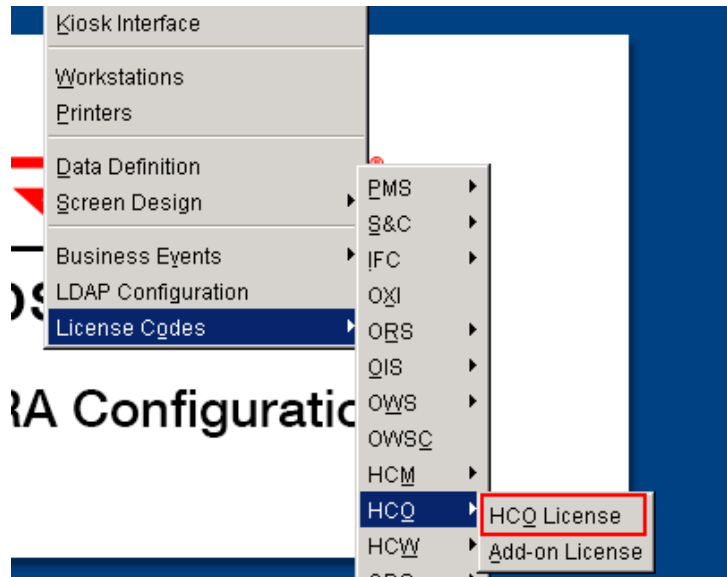 Kiosk Interface
Workstations
Printers
Data Definition
Screen Design
Business Events
LDAP Configuration
License Codes
PMS
S&C
IFC
OXI
ORS
OIS
OWS
OWSC
HCM
HCQ
HCW
HCQ License
Add-on License
RA Configuratio